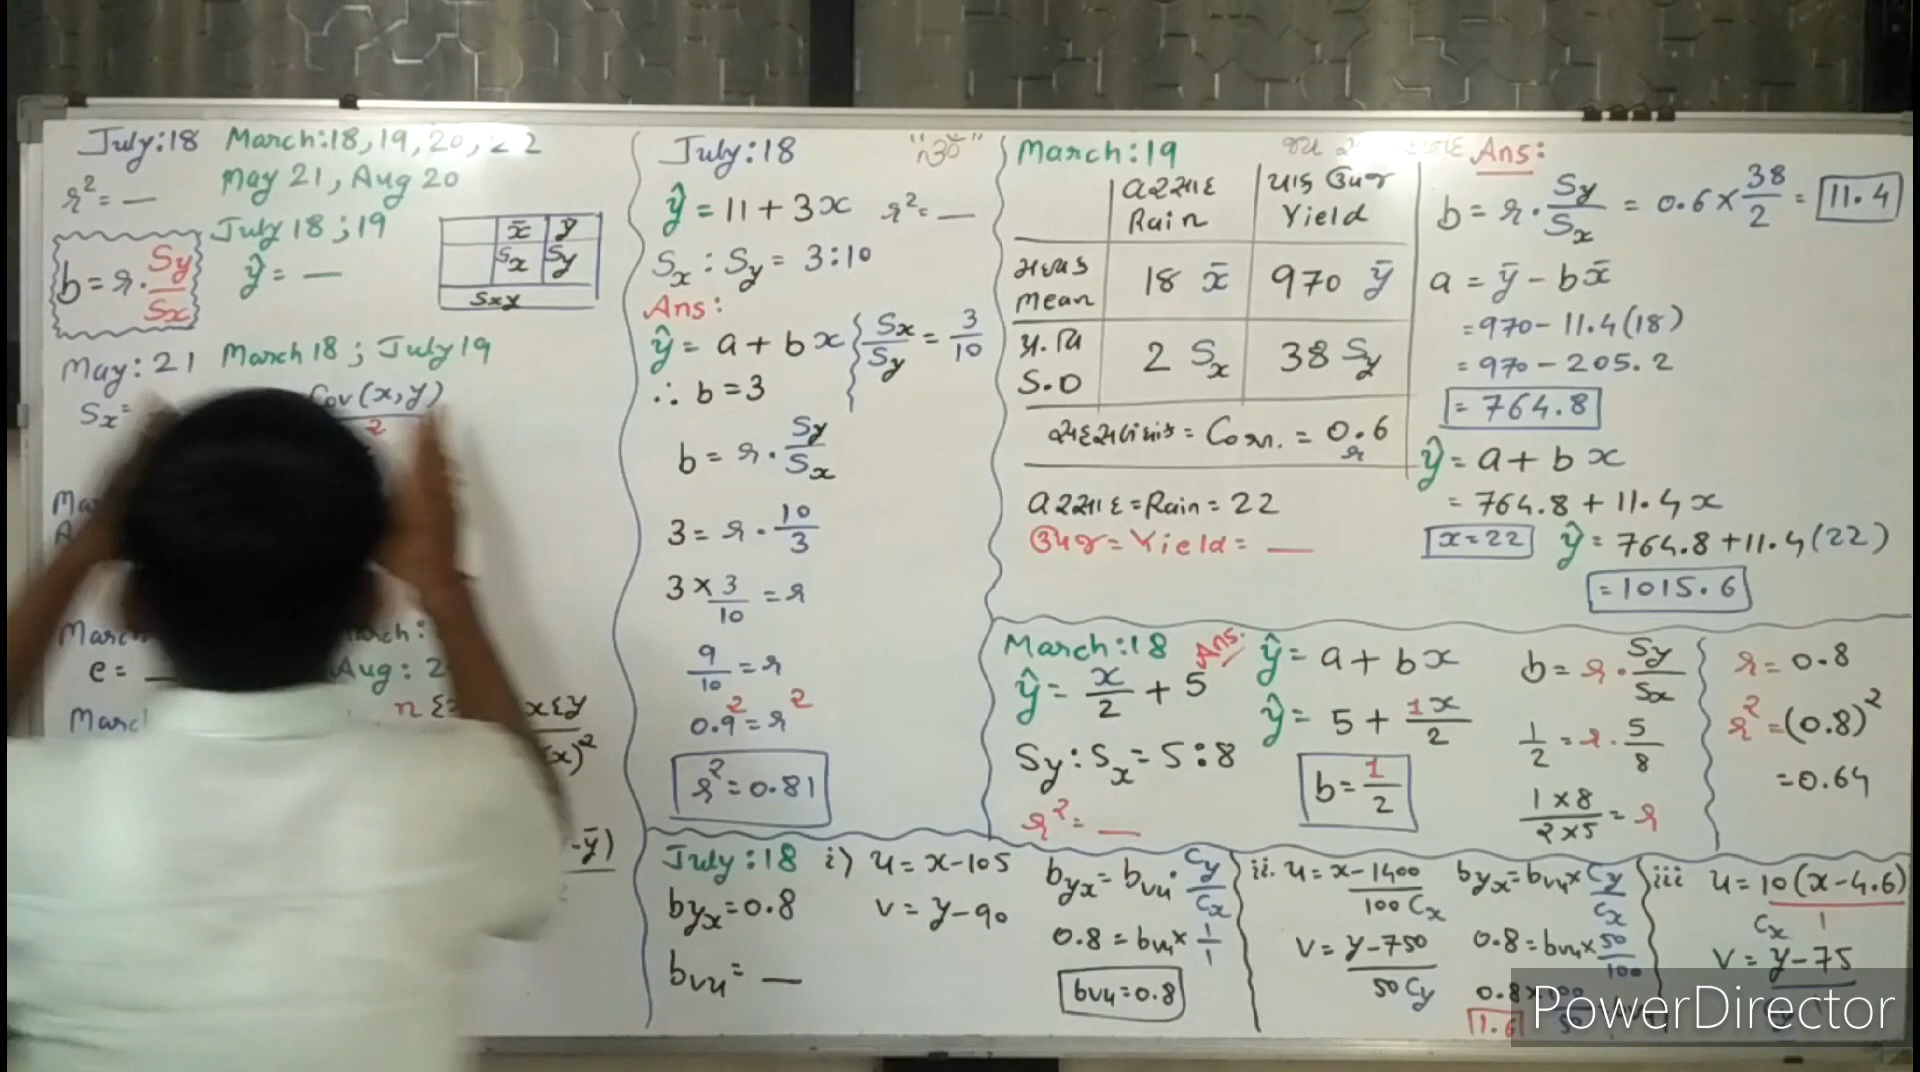 July:18 March:18,19,20,22
r²= — May 21, Aug 20
July 18;19
b=r·Sy/Sx ŷ= —
x̄ ȳ
Sx Sy
Sxy
May:21 March 18; July 19
Sx=
Cov(x,y)
2
e=
Aug: 2
July:18
ŷ = 11+3x r²= —
Sx : Sy = 3:10
Ans:
ŷ = a+bx Sx/Sy = 3/10
∴ b=3
b = r·Sy/Sx
3 = r·10/3
3×3/10 = r
9/10 = r
0.9² = r²
r²=0.81
March:19
વરસાદ Rain પાક ઉપજ Yield
મધ્યક Mean 18 x̄ 970 ȳ
પ્ર.વિ S.D 2 Sx 38 Sy
સહસંબંધાંક = Corr. = 0.6
r
વરસાદ=Rain=22
ઉપજ=Yield= —
Ans:
b = r·Sy/Sx = 0.6×38/2 = 11.4
a = ȳ-bx̄
=970-11.4(18)
=970-205.2
=764.8
ŷ=a+bx
=764.8+11.4x
x=22 ŷ=764.8+11.4(22)
=1015.6
March:18 Ans:
ŷ=x/2+5
Sy:Sx=5:8
r²= —
ŷ=a+bx
ŷ=5+1x/2
b=1/2
b=r·Sy/Sx
1/2=r·5/8
1×8/2×5=r
r=0.8
r²=(0.8)²
=0.64
July:18 i) u=x-105
byx=0.8 v=y-90
bvu= —
byx=bvu·Cy/Cx
0.8=bvu×1/1
bvu=0.8
ii. u=x-1400/100 Cx
v=y-750/50 Cy
byx=bvu×Cy/Cx
0.8=bvu×50/100
1.6
iii u=10(x-4.6)/1
Cx
v=y-75
PowerDirector